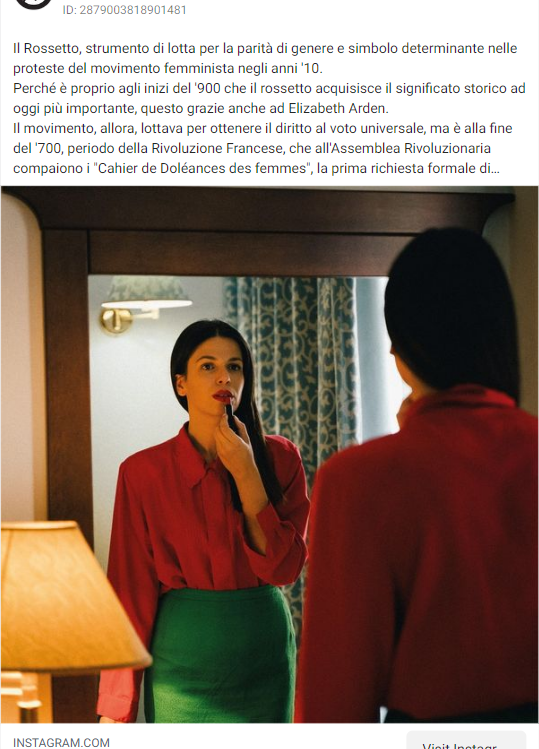 ID: 2879003818901481
Il Rossetto, strumento di lotta per la parità di genere e simbolo determinante nelle
proteste del movimento femminista negli anni '10.
Perché è proprio agli inizi del '900 che il rossetto acquisisce il significato storico ad
oggi più importante, questo grazie anche ad Elizabeth Arden.
Il movimento, allora, lottava per ottenere il diritto al voto universale, ma è alla fine
del '700, periodo della Rivoluzione Francese, che all'Assemblea Rivoluzionaria
compaiono i "Cahier de Doléances des femmes", la prima richiesta formale di...
INSTAGRAM.COM
Visit Instagr